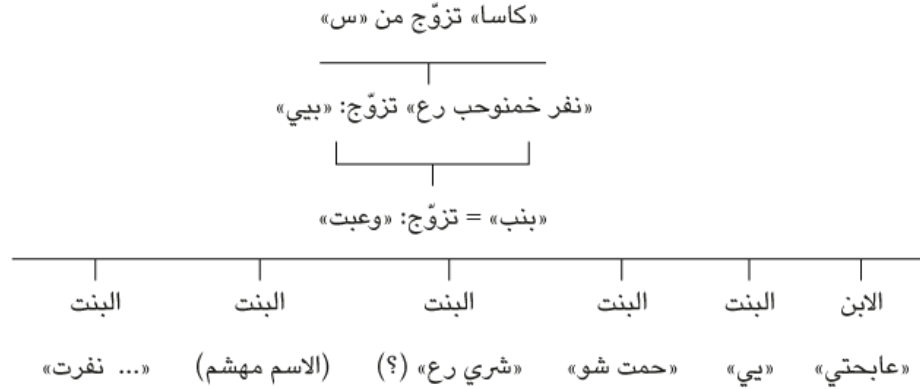 «كاسا» تزوّج من «س»
«نفر خمنوحب رع» تزوّج: «بيي»
«بنب» = تزوّج: «وعبت»
الابن البنت البنت البنت البنت البنت
«عابحتي» «يي» «حمت شو» «شري رع» (؟) (الاسم مهشم) «... نفرت»